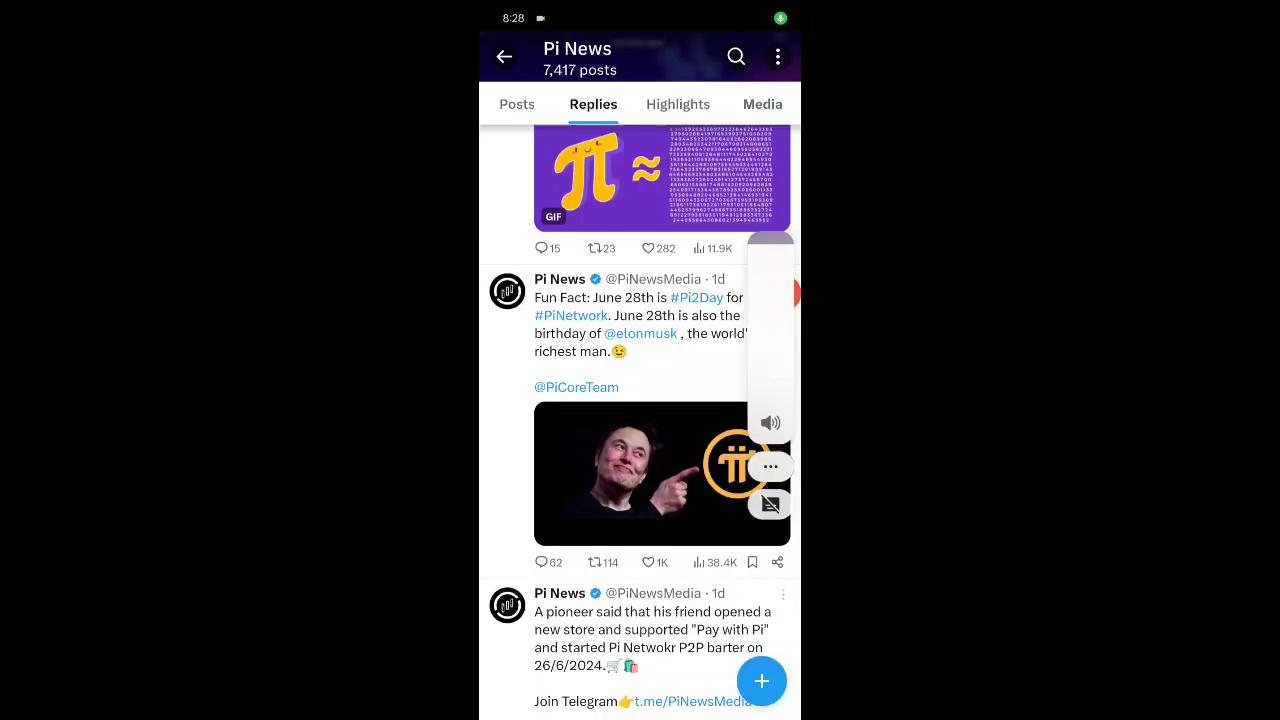 8:28
Pi News
7,417 posts
Posts Replies Highlights Media
π ≈
GIF
15 23 282 11.9K
Pi News @PiNewsMedia · 1d
Fun Fact: June 28th is #Pi2Day for
#PiNetwork. June 28th is also the
birthday of @elonmusk , the world'
richest man.😉
@PiCoreTeam
62 114 1K 38.4K
Pi News @PiNewsMedia · 1d
A pioneer said that his friend opened a
new store and supported "Pay with Pi"
and started Pi Netwokr P2P barter on
26/6/2024.🛒🛍️
Join Telegram👉t.me/PiNewsMedia